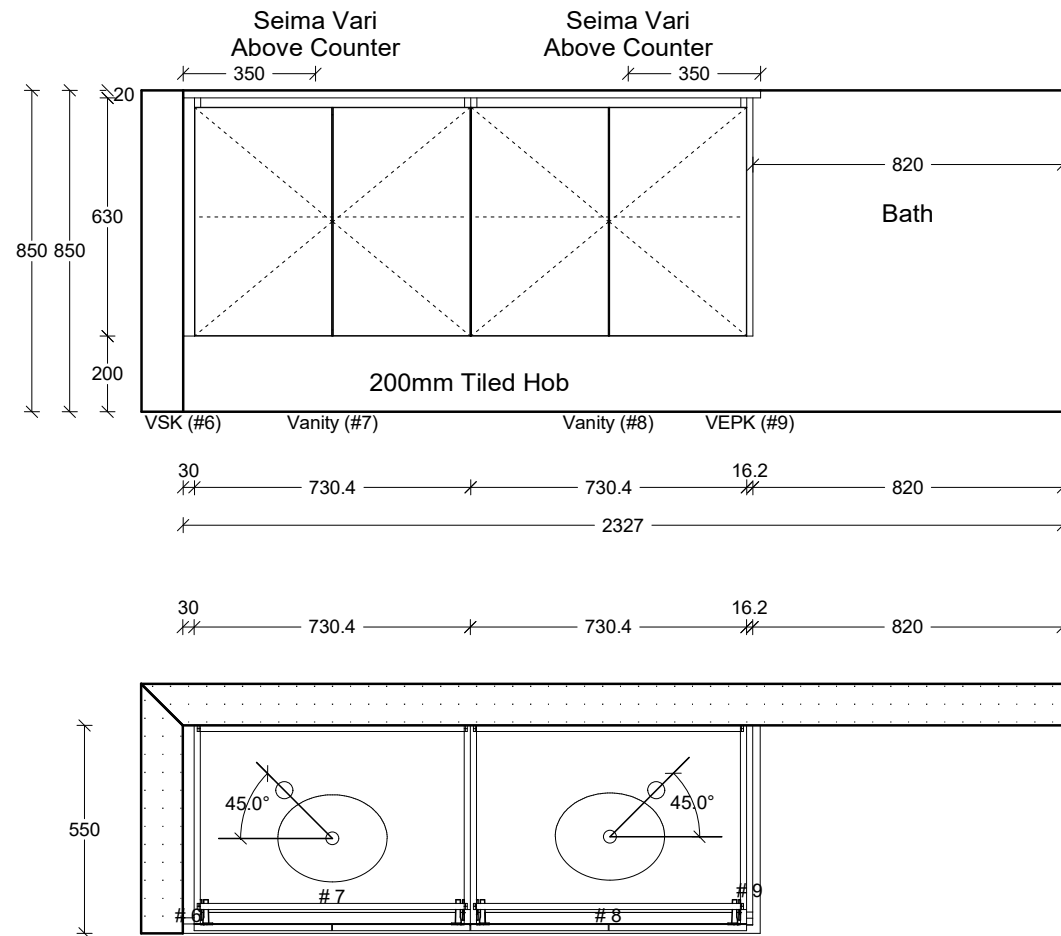 Seima Vari
Above Counter
Seima Vari
Above Counter
350
350
20
820
630
850
850
Bath
200
200mm Tiled Hob
VSK (#6)
Vanity (#7)
Vanity (#8)
VEPK (#9)
30
730.4
730.4
16.2
820
2327
30
730.4
730.4
16.2
820
550
45.0°
45.0°
# 7
# 9
# 6
# 8